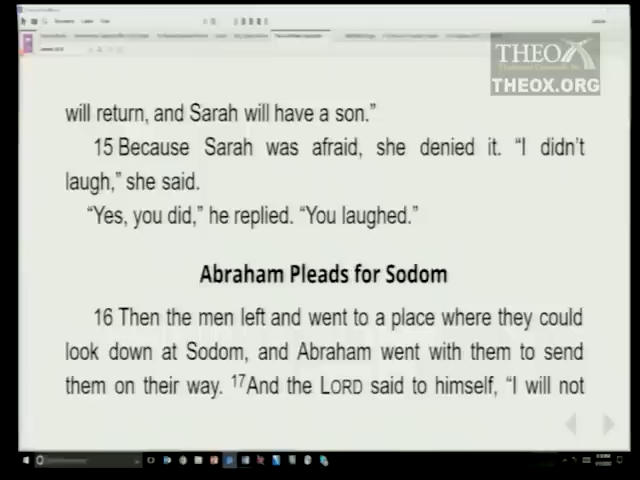 THEOX
THEOX.ORG
will return, and Sarah will have a son.”
15 Because Sarah was afraid, she denied it. “I didn’t
laugh,” she said.
“Yes, you did,” he replied. “You laughed.”
Abraham Pleads for Sodom
16 Then the men left and went to a place where they could
look down at Sodom, and Abraham went with them to send
them on their way. 17And the LORD said to himself, “I will not